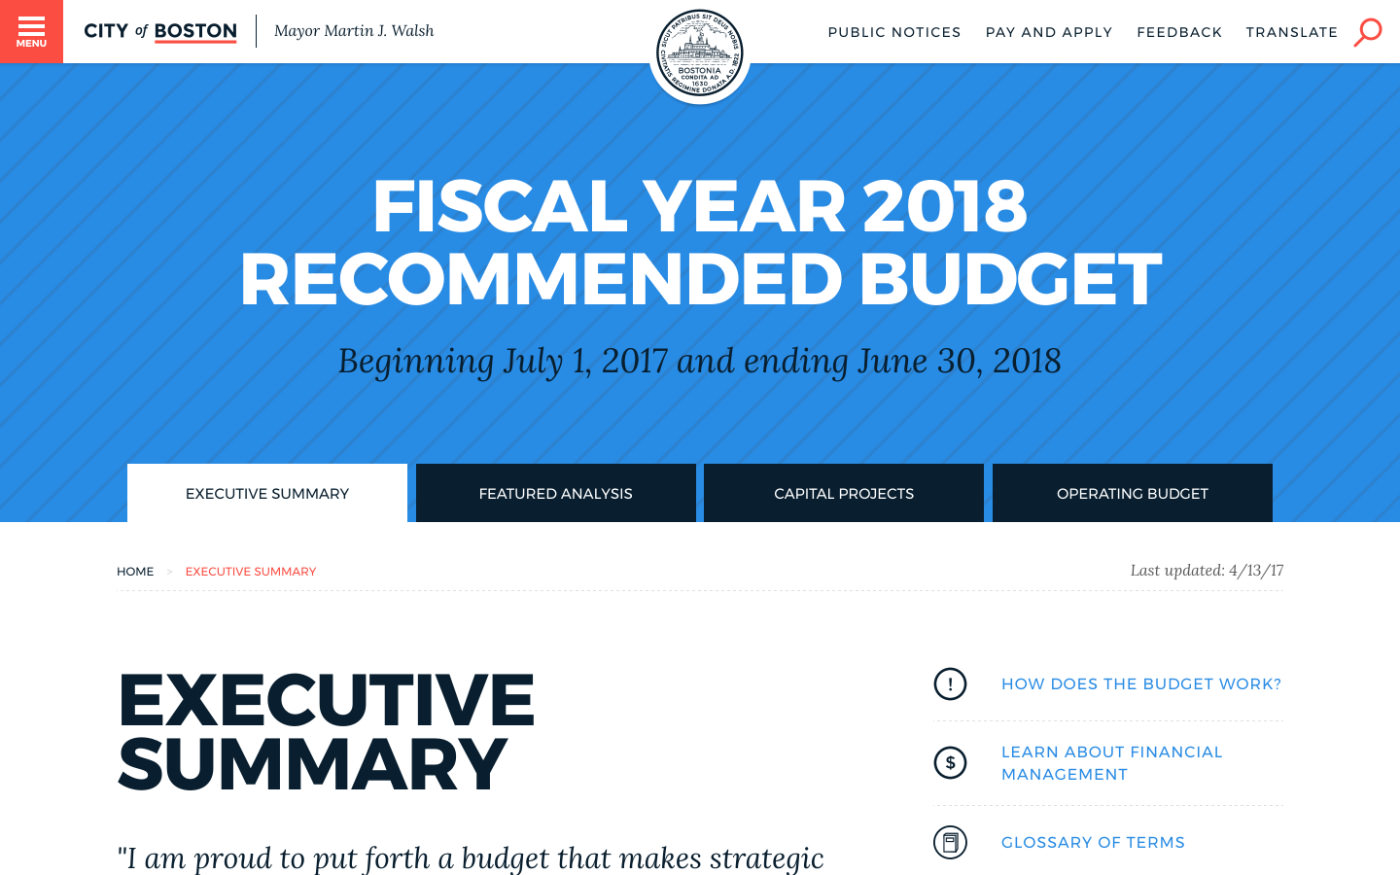 MENU
CITY of BOSTON
Mayor Martin J. Walsh
SICUT PATRIBUS SIT DEUS NOBIS
BOSTONIA
CONDITA AD
1630
CIVITATIS REGIMINE DONATA A.D. 1822
PUBLIC NOTICES
PAY AND APPLY
FEEDBACK
TRANSLATE
FISCAL YEAR 2018
RECOMMENDED BUDGET
Beginning July 1, 2017 and ending June 30, 2018
EXECUTIVE SUMMARY
FEATURED ANALYSIS
CAPITAL PROJECTS
OPERATING BUDGET
HOME > EXECUTIVE SUMMARY
Last updated: 4/13/17
EXECUTIVE
SUMMARY
"I am proud to put forth a budget that makes strategic
! HOW DOES THE BUDGET WORK?
$ LEARN ABOUT FINANCIAL
MANAGEMENT
GLOSSARY OF TERMS